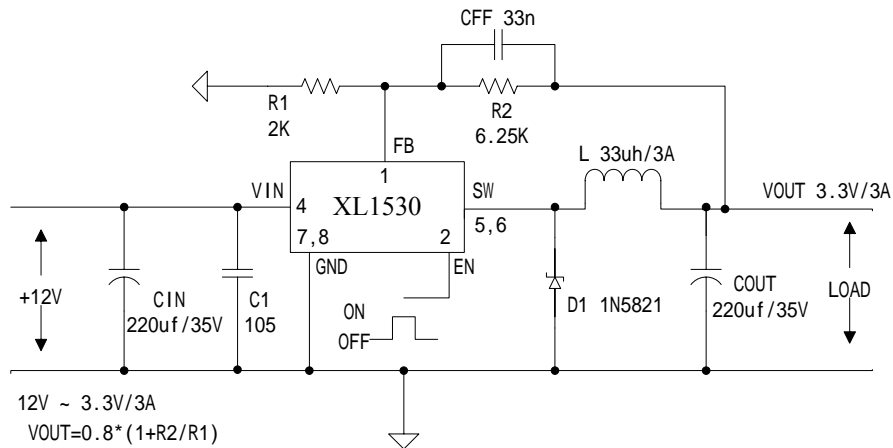 CFF 33n
R1
2K
R2
6.25K
FB
L 33uh/3A
1
VIN
SW
VOUT 3.3V/3A
4
XL1530
5,6
7,8
2
GND
EN
+12V
CIN
220uf/35V
C1
105
ON
OFF
D1 1N5821
COUT
220uf/35V
LOAD
12V ~ 3.3V/3A
VOUT=0.8*(1+R2/R1)